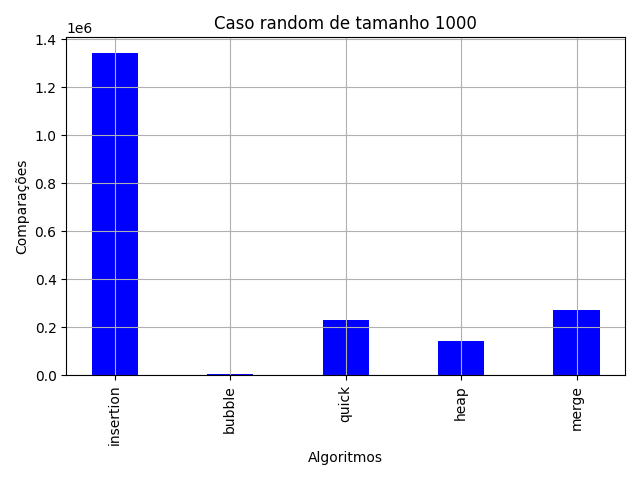 Caso random de tamanho 1000
1e6
1.4
1.2
1.0
0.8
0.6
0.4
0.2
0.0
Comparações
insertion
bubble
quick
heap
merge
Algoritmos